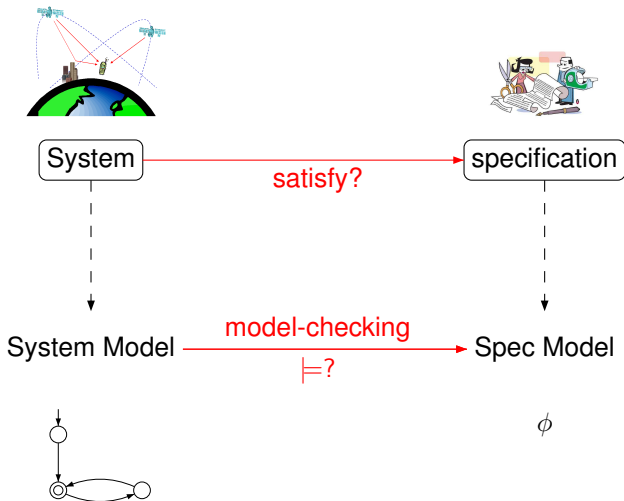 System
specification
satisfy?
model-checking
System Model
Spec Model
⊨?
ϕ